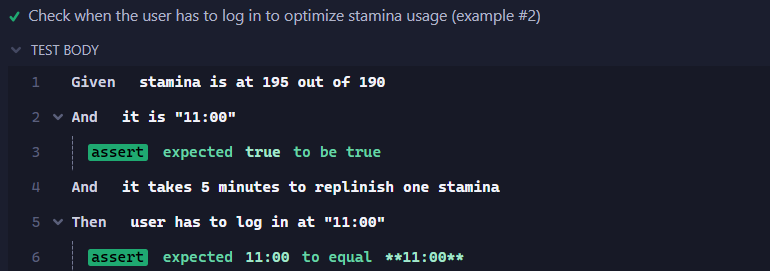 Check when the user has to log in to optimize stamina usage (example #2)
TEST BODY
1 Given stamina is at 195 out of 190
2 And it is "11:00"
3 assert expected true to be true
4 And it takes 5 minutes to replinish one stamina
5 Then user has to log in at "11:00"
6 assert expected 11:00 to equal **11:00**